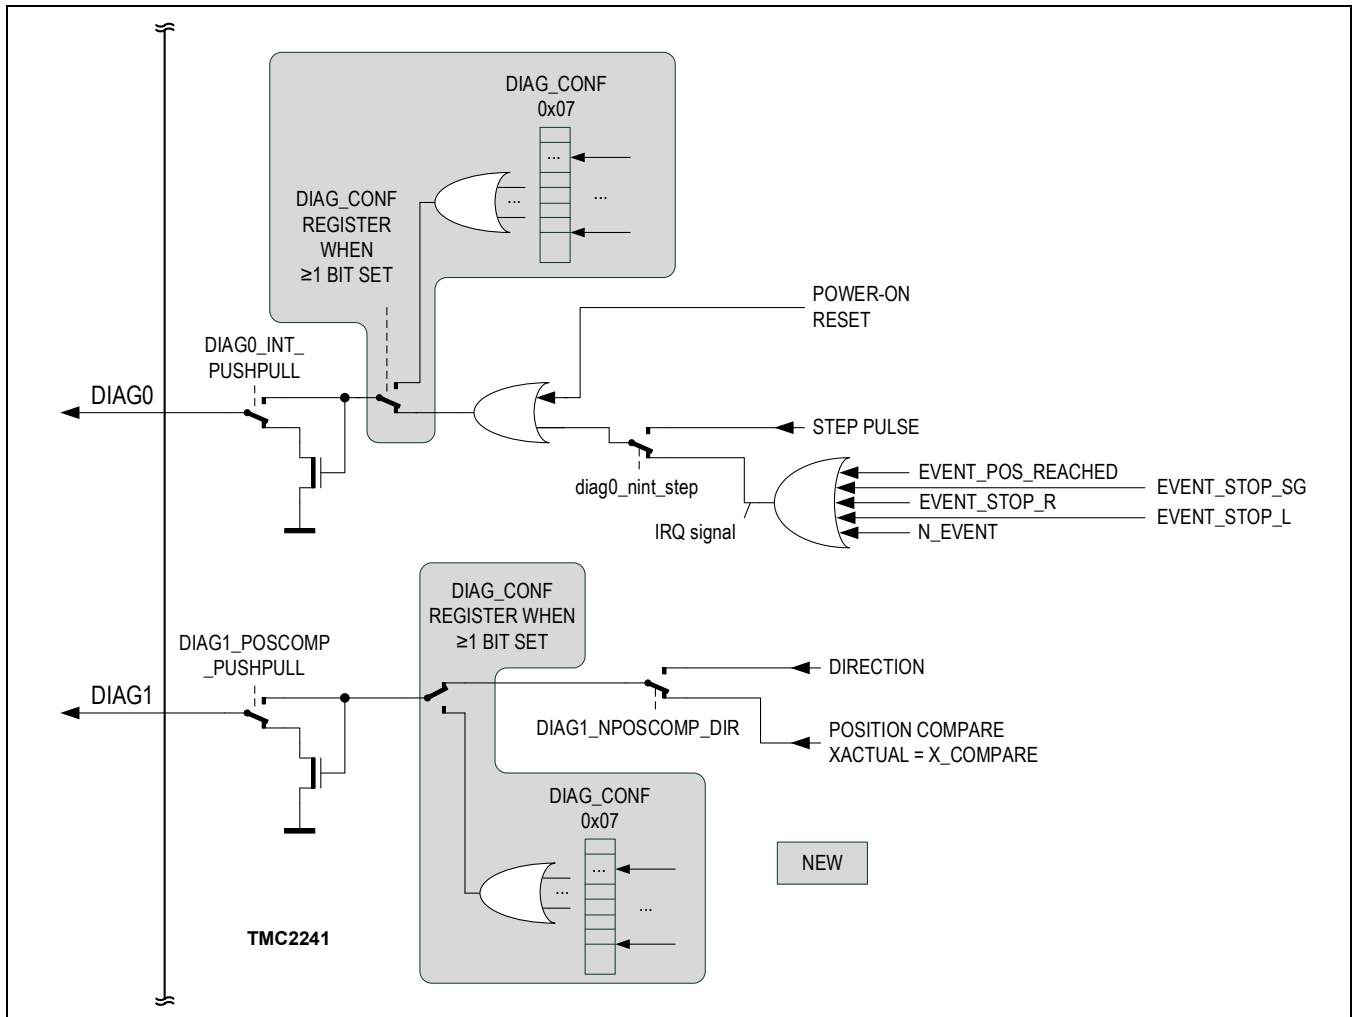 DIAG_CONF
0x07
...
...
...
DIAG_CONF
REGISTER
WHEN
≥1 BIT SET
POWER-ON
RESET
DIAG0_INT_
PUSHPULL
DIAG0
STEP PULSE
diag0_nint_step
EVENT_POS_REACHED
EVENT_STOP_SG
EVENT_STOP_R
EVENT_STOP_L
N_EVENT
IRQ signal
DIAG_CONF
REGISTER WHEN
≥1 BIT SET
DIAG1_POSCOMP
_PUSHPULL
DIAG1
DIRECTION
DIAG1_NPOSCOMP_DIR
POSITION COMPARE
XACTUAL = X_COMPARE
DIAG_CONF
0x07
...
...
...
NEW
TMC2241